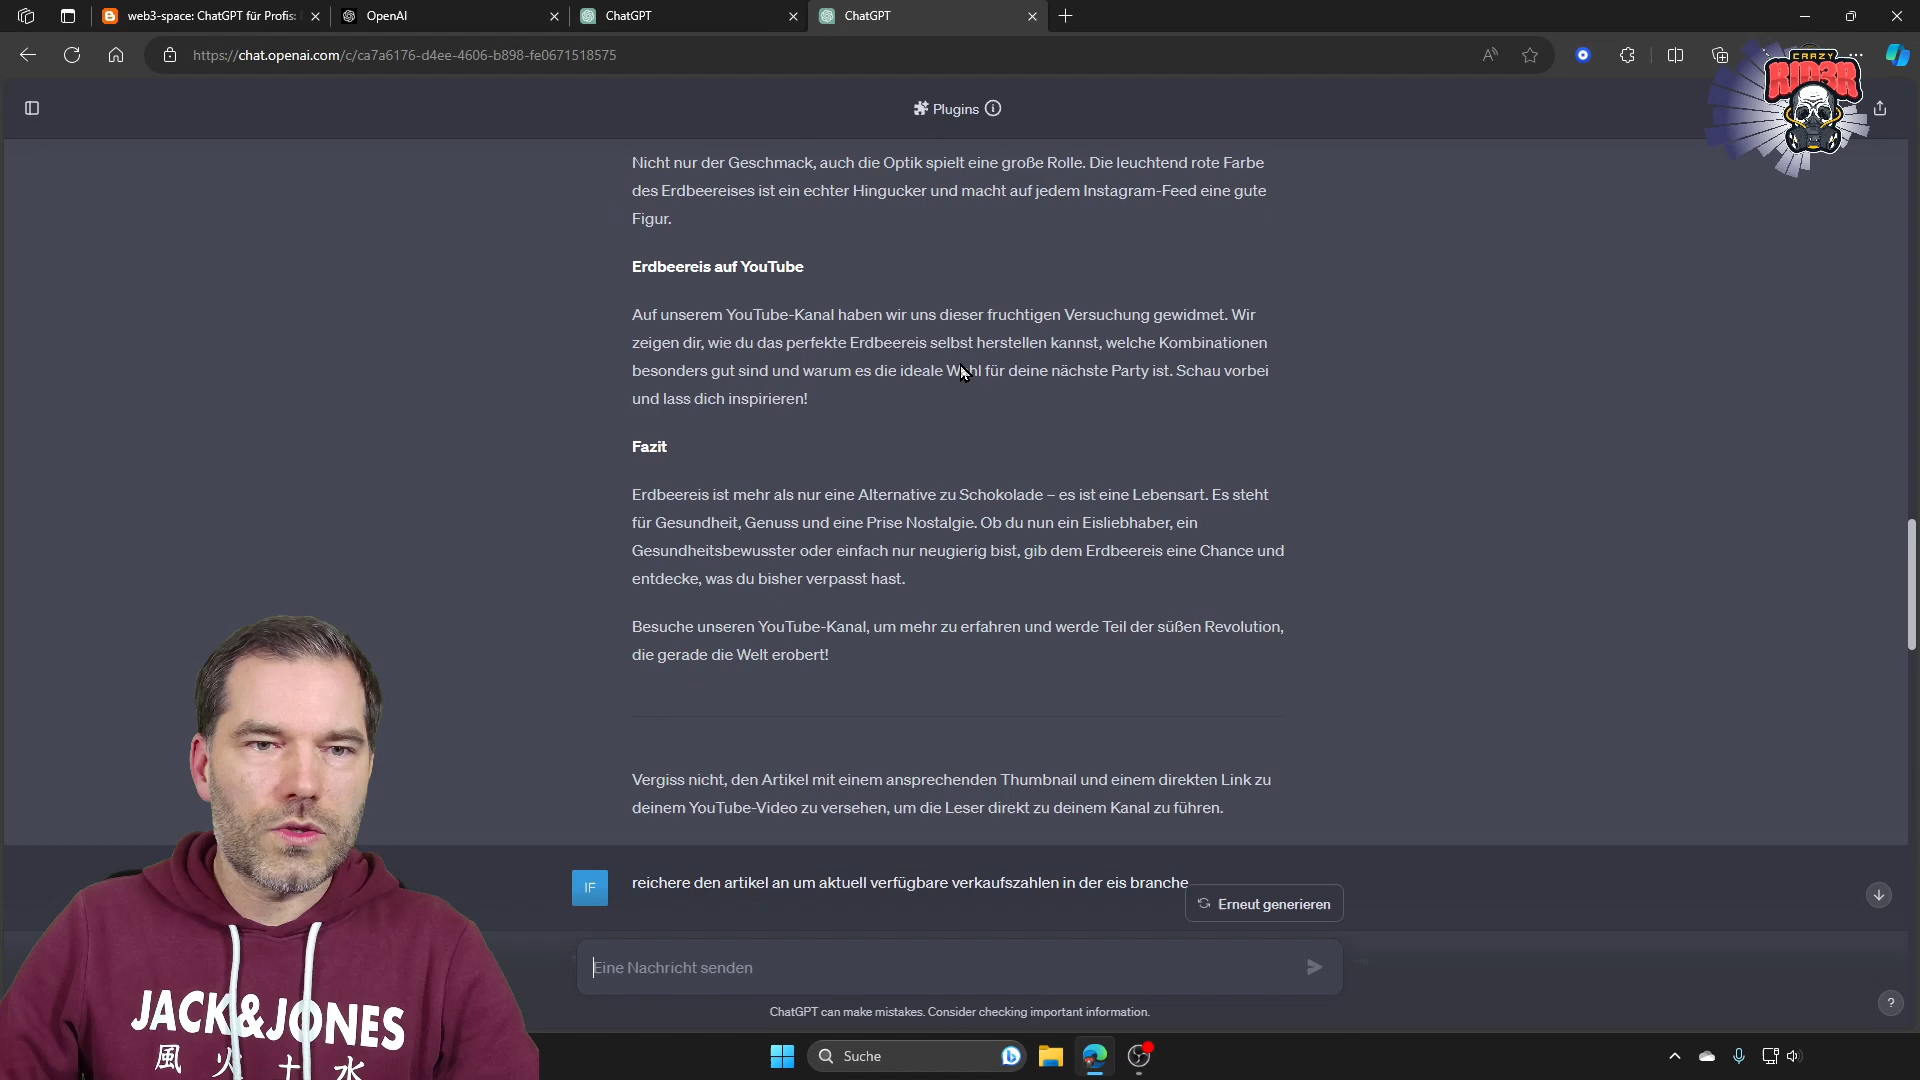 web3-space: ChatGPT für Profis:
OpenAI
ChatGPT
ChatGPT
https://chat.openai.com/c/ca7a6176-d4ee-4606-b898-fe0671518575
CRAZY
RID3R
Plugins
Nicht nur der Geschmack, auch die Optik spielt eine große Rolle. Die leuchtend rote Farbe
des Erdbeereises ist ein echter Hingucker und macht auf jedem Instagram-Feed eine gute
Figur.
Erdbeereis auf YouTube
Auf unserem YouTube-Kanal haben wir uns dieser fruchtigen Versuchung gewidmet. Wir
zeigen dir, wie du das perfekte Erdbeereis selbst herstellen kannst, welche Kombinationen
besonders gut sind und warum es die ideale Wahl für deine nächste Party ist. Schau vorbei
und lass dich inspirieren!
Fazit
Erdbeereis ist mehr als nur eine Alternative zu Schokolade – es ist eine Lebensart. Es steht
für Gesundheit, Genuss und eine Prise Nostalgie. Ob du nun ein Eisliebhaber, ein
Gesundheitsbewusster oder einfach nur neugierig bist, gib dem Erdbeereis eine Chance und
entdecke, was du bisher verpasst hast.
Besuche unseren YouTube-Kanal, um mehr zu erfahren und werde Teil der süßen Revolution,
die gerade die Welt erobert!
Vergiss nicht, den Artikel mit einem ansprechenden Thumbnail und einem direkten Link zu
deinem YouTube-Video zu versehen, um die Leser direkt zu deinem Kanal zu führen.
IF
reichere den artikel an um aktuell verfügbare verkaufszahlen in der eis branche
Erneut generieren
Eine Nachricht senden
ChatGPT can make mistakes. Consider checking important information.
?
JACK&JONES
風 火 土 水
Suche